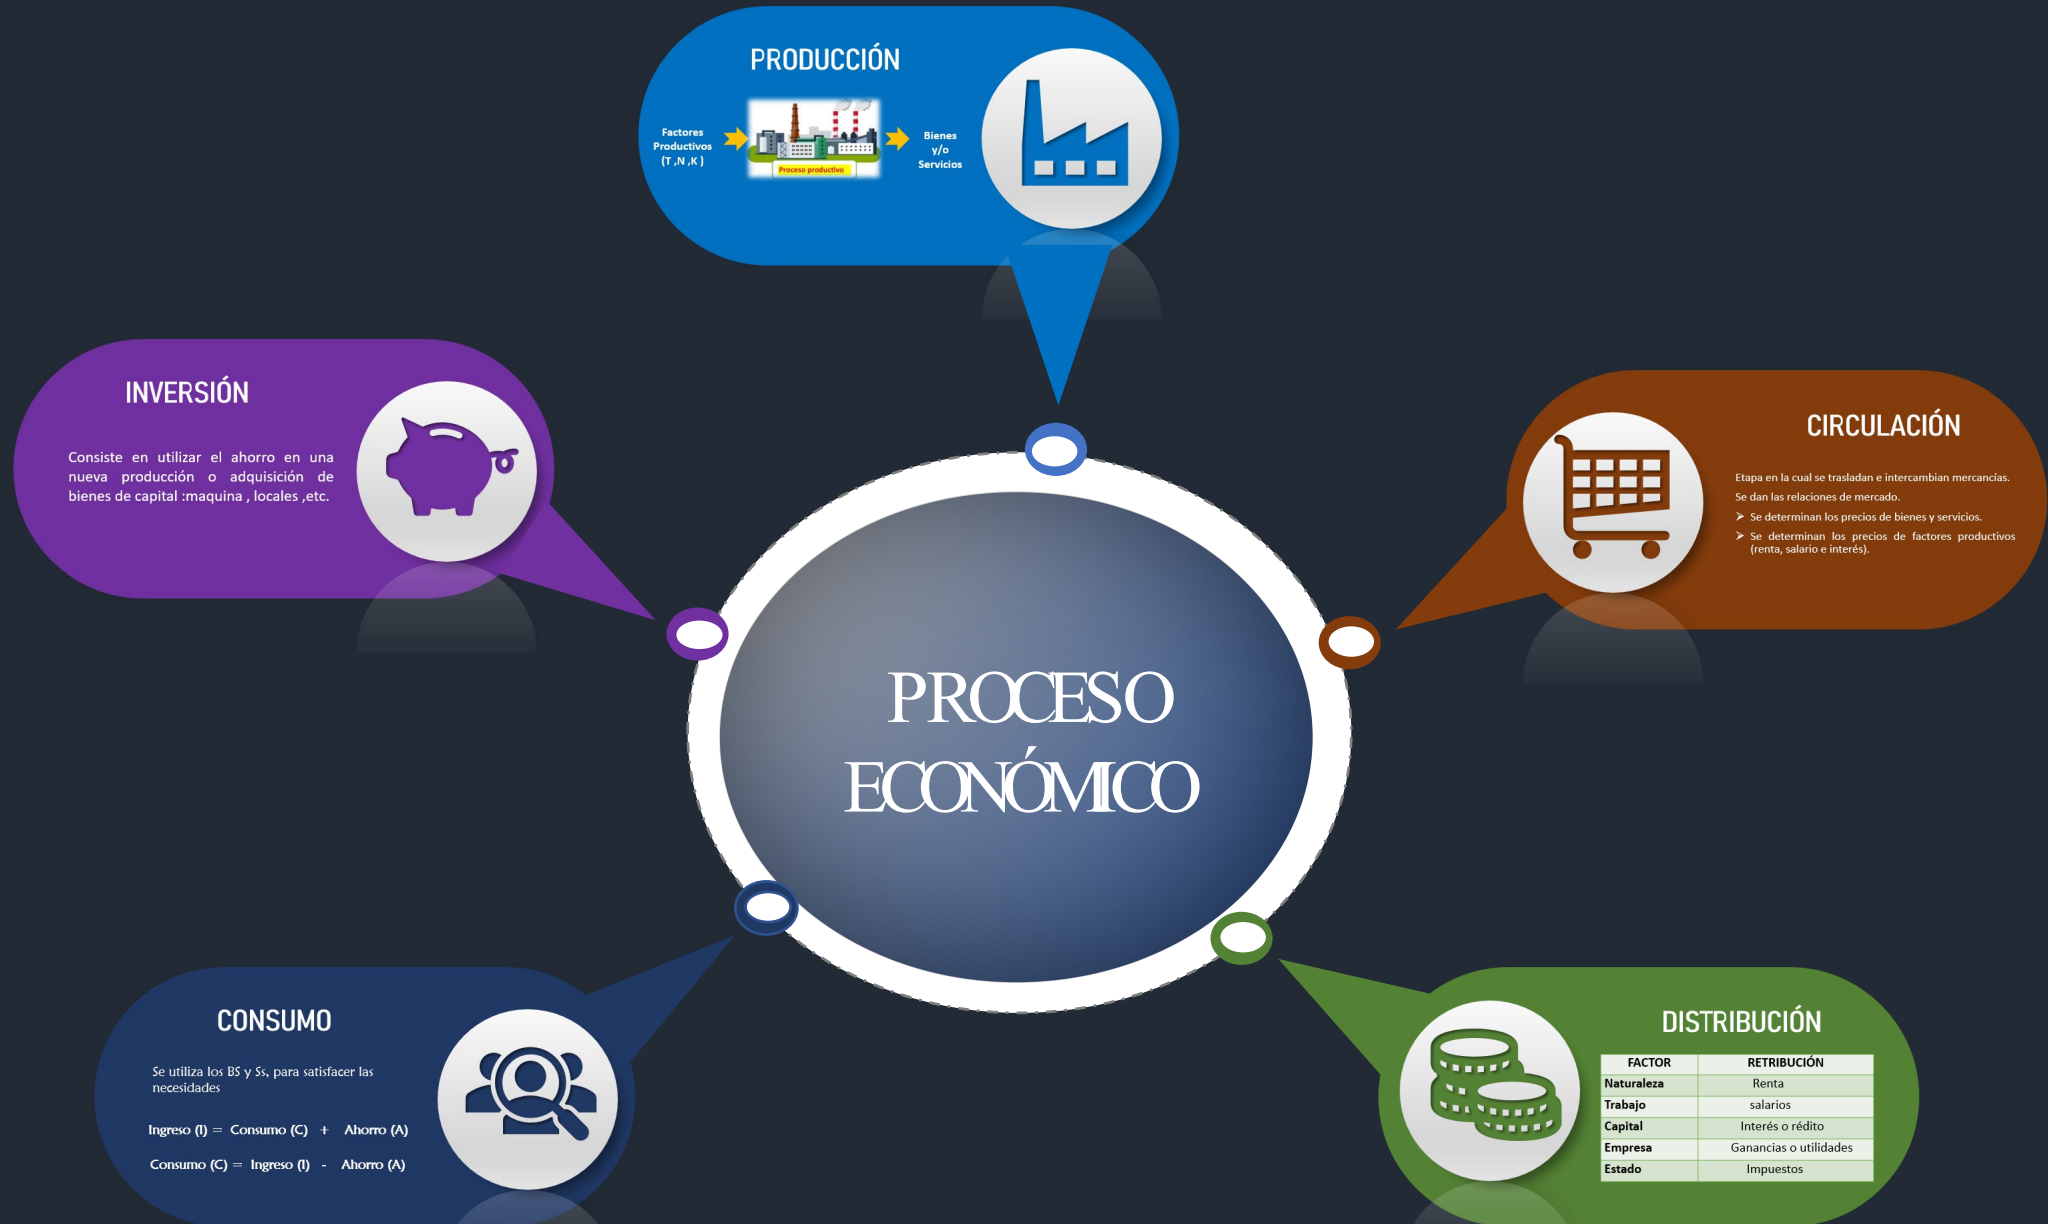 PRODUCCIÓN
Factores
Productivos
(T ,N ,K )
Proceso productivo
Bienes
y/o
Servicios
INVERSIÓN
Consiste en utilizar el ahorro en una
nueva producción o adquisición de
bienes de capital :maquina , locales ,etc.
CIRCULACIÓN
Etapa en la cual se trasladan e intercambian mercancías.
Se dan las relaciones de mercado.
➢ Se determinan los precios de bienes y servicios.
➢ Se determinan los precios de factores productivos
(renta, salario e interés).
PROCESO
ECONÓMICO
CONSUMO
Se utiliza los BS y Ss, para satisfacer las
necesidades
Ingreso (I) = Consumo (C) + Ahorro (A)
Consumo (C) = Ingreso (I) - Ahorro (A)
DISTRIBUCIÓN
FACTOR RETRIBUCIÓN
Naturaleza Renta
Trabajo salarios
Capital Interés o rédito
Empresa Ganancias o utilidades
Estado Impuestos